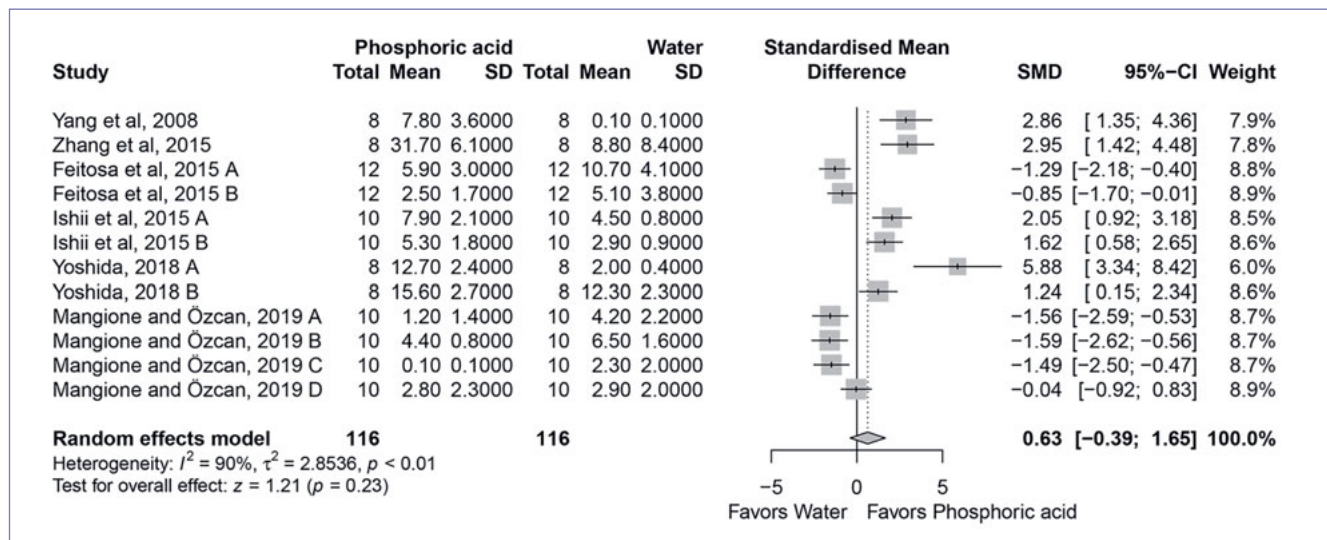 Phosphoric acid Water Standardised Mean
Study Total Mean SD Total Mean SD Difference SMD 95%−CI Weight
Yang et al, 2008 8 7.80 3.6000 8 0.10 0.1000 2.86 [ 1.35; 4.36] 7.9%
Zhang et al, 2015 8 31.70 6.1000 8 8.80 8.4000 2.95 [ 1.42; 4.48] 7.8%
Feitosa et al, 2015 A 12 5.90 3.0000 12 10.70 4.1000 −1.29 [−2.18; −0.40] 8.8%
Feitosa et al, 2015 B 12 2.50 1.7000 12 5.10 3.8000 −0.85 [−1.70; −0.01] 8.9%
Ishii et al, 2015 A 10 7.90 2.1000 10 4.50 0.8000 2.05 [ 0.92; 3.18] 8.5%
Ishii et al, 2015 B 10 5.30 1.8000 10 2.90 0.9000 1.62 [ 0.58; 2.65] 8.6%
Yoshida, 2018 A 8 12.70 2.4000 8 2.00 0.4000 5.88 [ 3.34; 8.42] 6.0%
Yoshida, 2018 B 8 15.60 2.7000 8 12.30 2.3000 1.24 [ 0.15; 2.34] 8.6%
Mangione and Özcan, 2019 A 10 1.20 1.4000 10 4.20 2.2000 −1.56 [−2.59; −0.53] 8.7%
Mangione and Özcan, 2019 B 10 4.40 0.8000 10 6.50 1.6000 −1.59 [−2.62; −0.56] 8.7%
Mangione and Özcan, 2019 C 10 0.10 0.1000 10 2.30 2.0000 −1.49 [−2.50; −0.47] 8.7%
Mangione and Özcan, 2019 D 10 2.80 2.3000 10 2.90 2.0000 −0.04 [−0.92; 0.83] 8.9%
Random effects model 116 116 0.63 [−0.39; 1.65] 100.0%
Heterogeneity: I² = 90%, τ² = 2.8536, p < 0.01
Test for overall effect: z = 1.21 (p = 0.23)
−5 0 5
Favors Water Favors Phosphoric acid